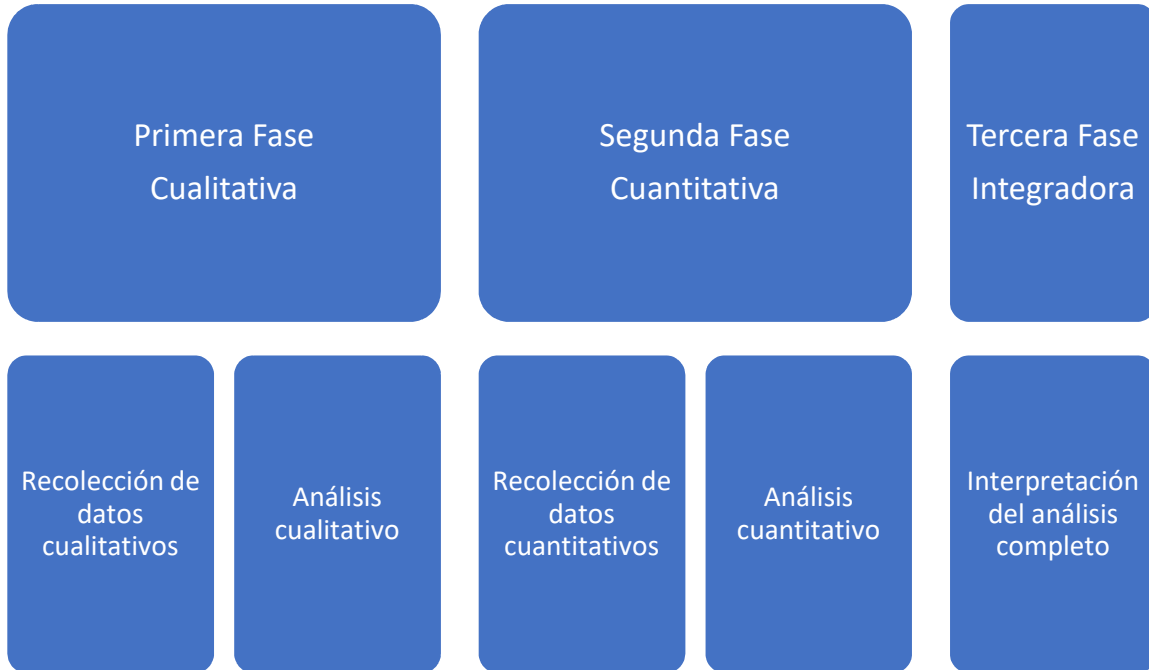 Primera Fase
Cualitativa
Segunda Fase
Cuantitativa
Tercera Fase
Integradora
Recolección de
datos
cualitativos
Análisis
cualitativo
Recolección de
datos
cuantitativos
Análisis
cuantitativo
Interpretación
del análisis
completo